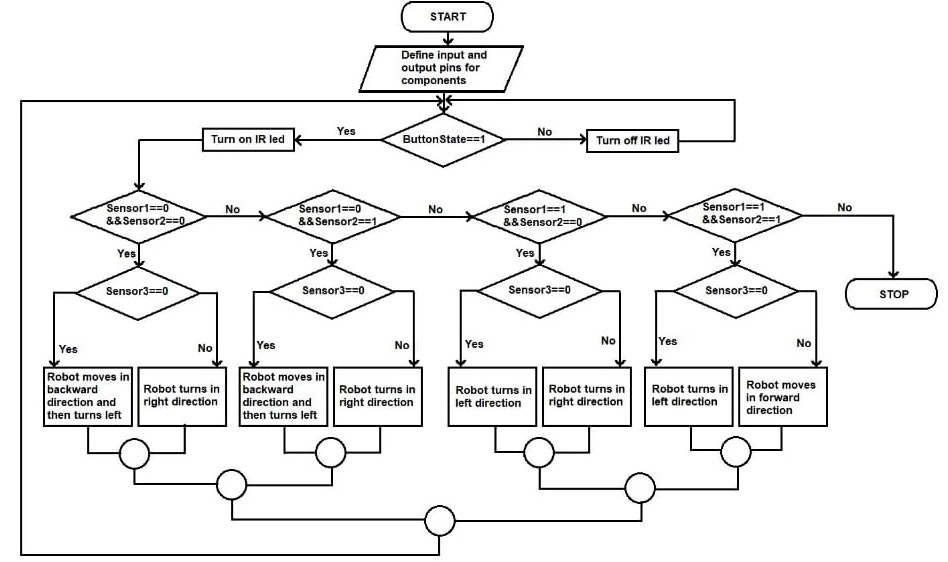 START
Define input and
output pins for
components
ButtonState==1
Yes
No
Turn on IR led
Turn off IR led
Sensor1==0
&&Sensor2==0
No
Sensor1==0
&&Sensor2==1
No
Sensor1==1
&&Sensor2==0
No
Sensor1==1
&&Sensor2==1
No
Yes
Yes
Yes
Yes
Sensor3==0
Sensor3==0
Sensor3==0
Sensor3==0
STOP
Yes
No
Yes
No
Yes
No
Yes
No
Robot moves in
backward
direction and
then turns left
Robot turns in
right direction
Robot moves in
backward
direction and
then turns left
Robot turns in
right direction
Robot turns in
left direction
Robot turns in
right direction
Robot turns in
left direction
Robot moves
in forward
direction